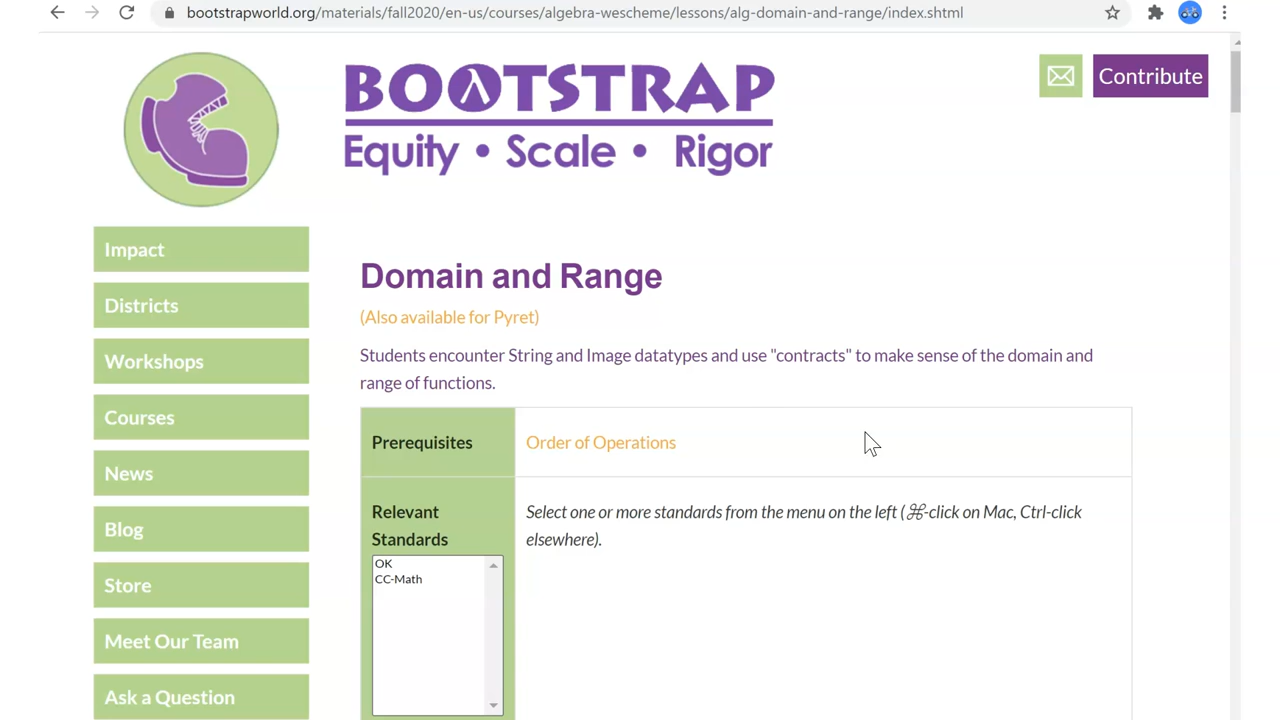 bootstrapworld.org/materials/fall2020/en-us/courses/algebra-wescheme/lessons/alg-domain-and-range/index.shtml
BOOTSTRAP
Equity • Scale • Rigor
Contribute
Impact
Districts
Workshops
Courses
News
Blog
Store
Meet Our Team
Ask a Question
Domain and Range
(Also available for Pyret)
Students encounter String and Image datatypes and use "contracts" to make sense of the domain and
range of functions.
Prerequisites
Order of Operations
Relevant
Standards
OK
CC-Math
Select one or more standards from the menu on the left (⌘-click on Mac, Ctrl-click
elsewhere).